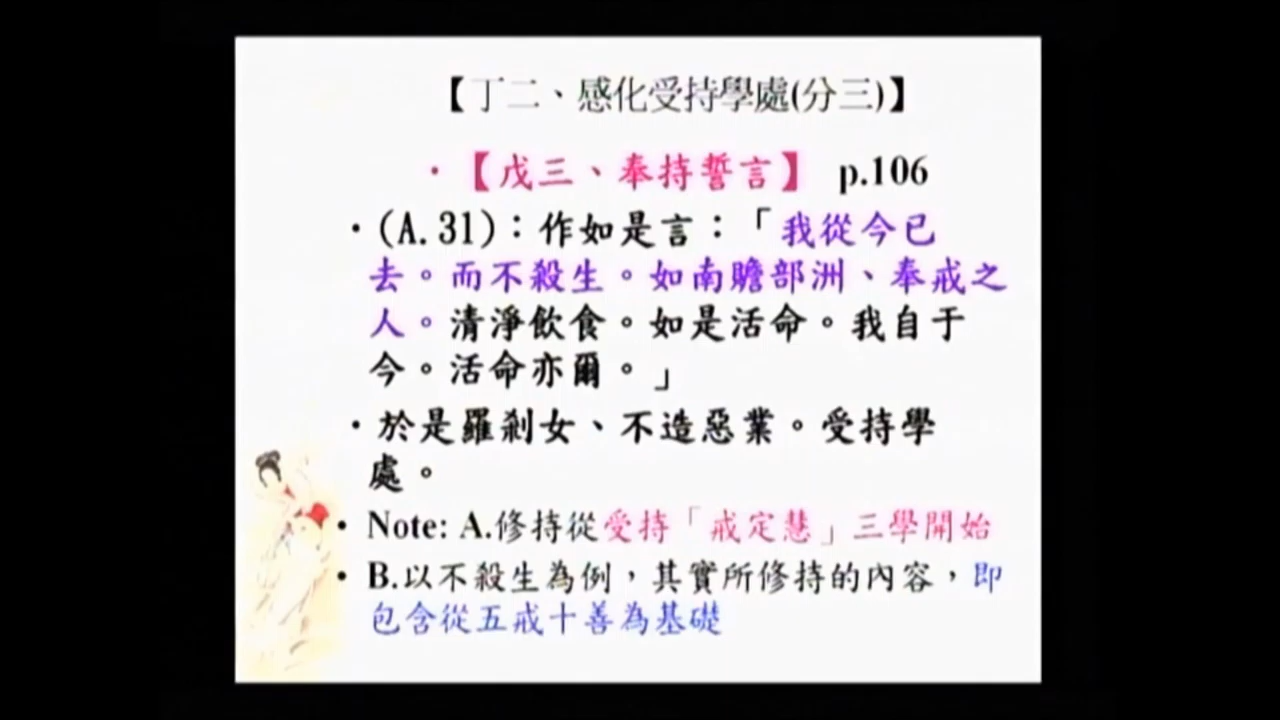 【丁二、感化受持學處(分三)】
•【戊三、奉持誓言】 p.106
•(A.31)：作如是言：「我從今已
去。而不殺生。如南贍部洲、奉戒之
人。清淨飲食。如是活命。我自于
今。活命亦爾。」
•於是羅剎女、不造惡業。受持學
處。
• Note: A.修持從受持「戒定慧」三學開始
• B.以不殺生為例，其實所修持的內容，即
包含從五戒十善為基礎